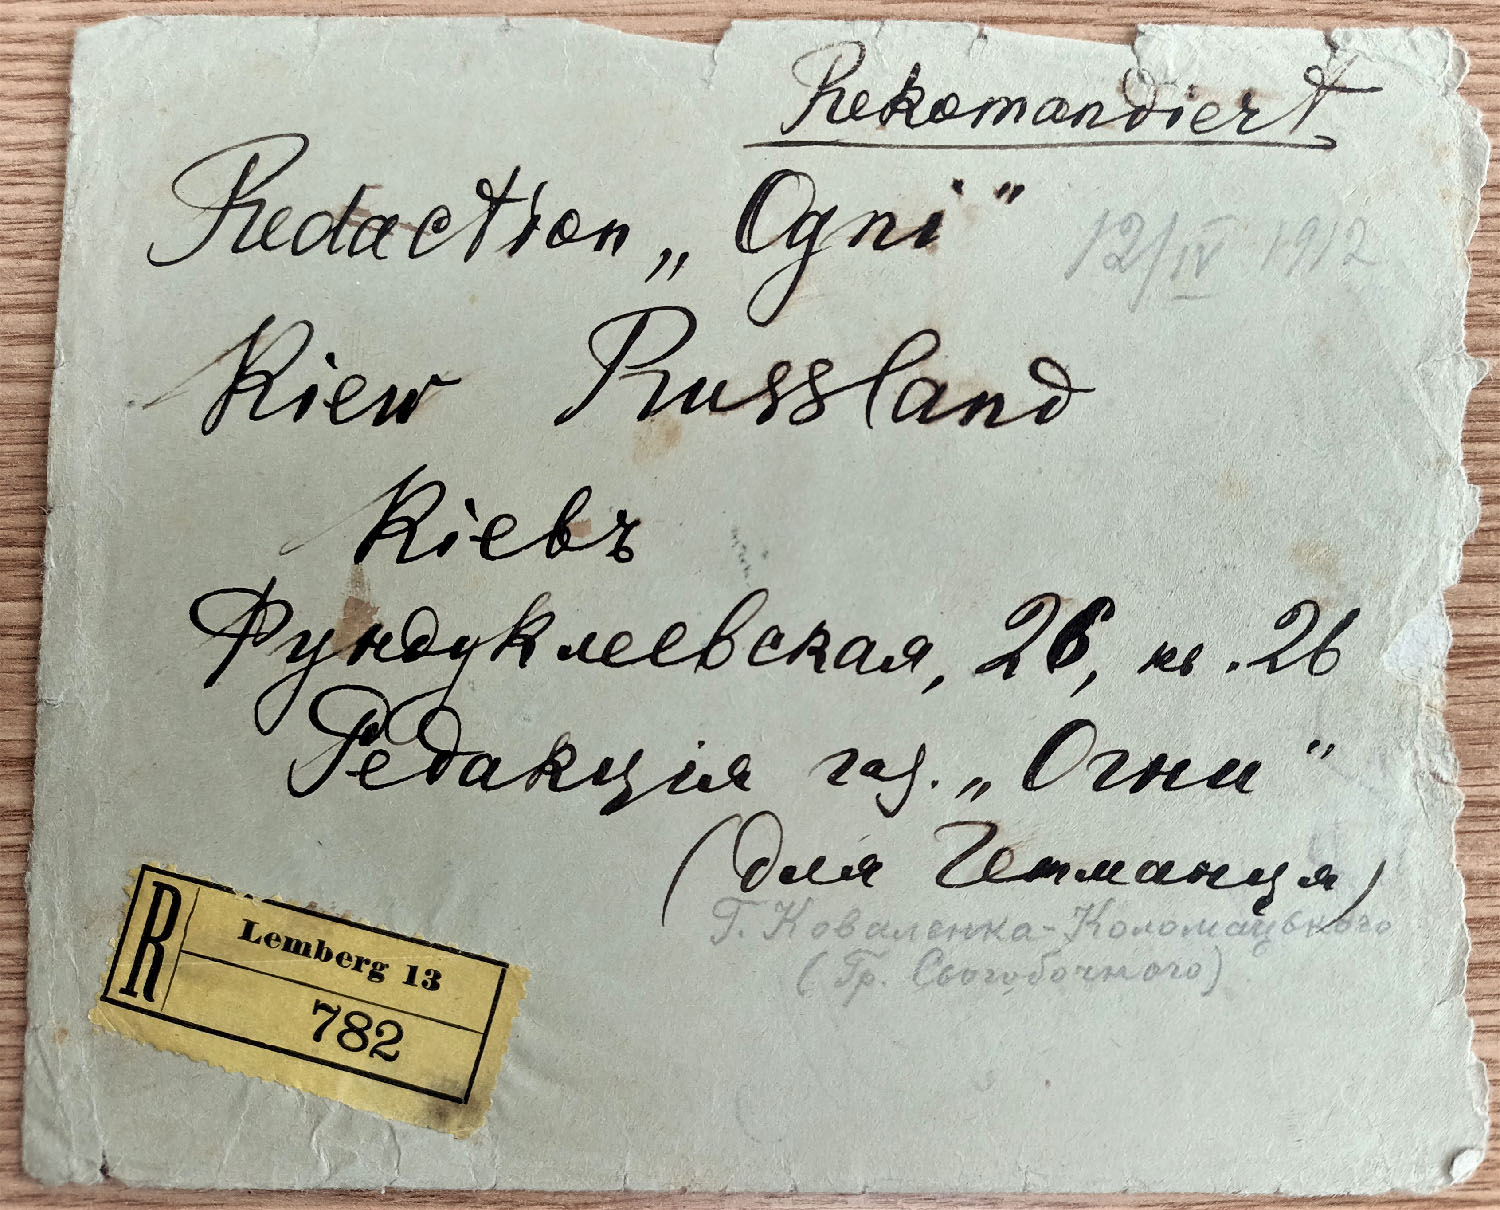 Rekomandiert
Redaction „Ogni“
12/IV 1912
Kiew Russland
Кіевъ
Фундуклеевская, 26, кв. 26
Редакція газ. „Огни“
(для Гетманця)
Г. Коваленка-Коломацького
(Гр. Сьогобочного)
R Lemberg 13
782